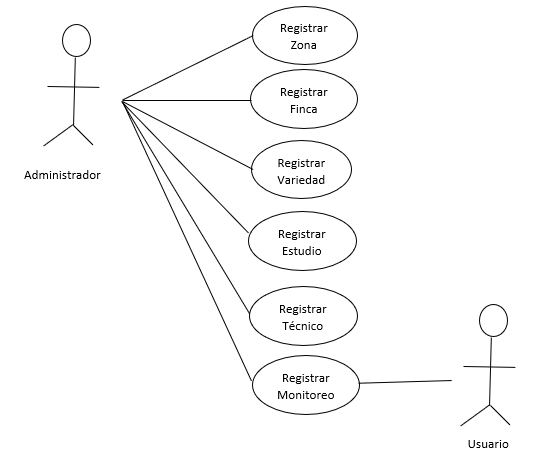 Registrar
Zona
Registrar
Finca
Registrar
Variedad
Administrador
Registrar
Estudio
Registrar
Técnico
Registrar
Monitoreo
Usuario